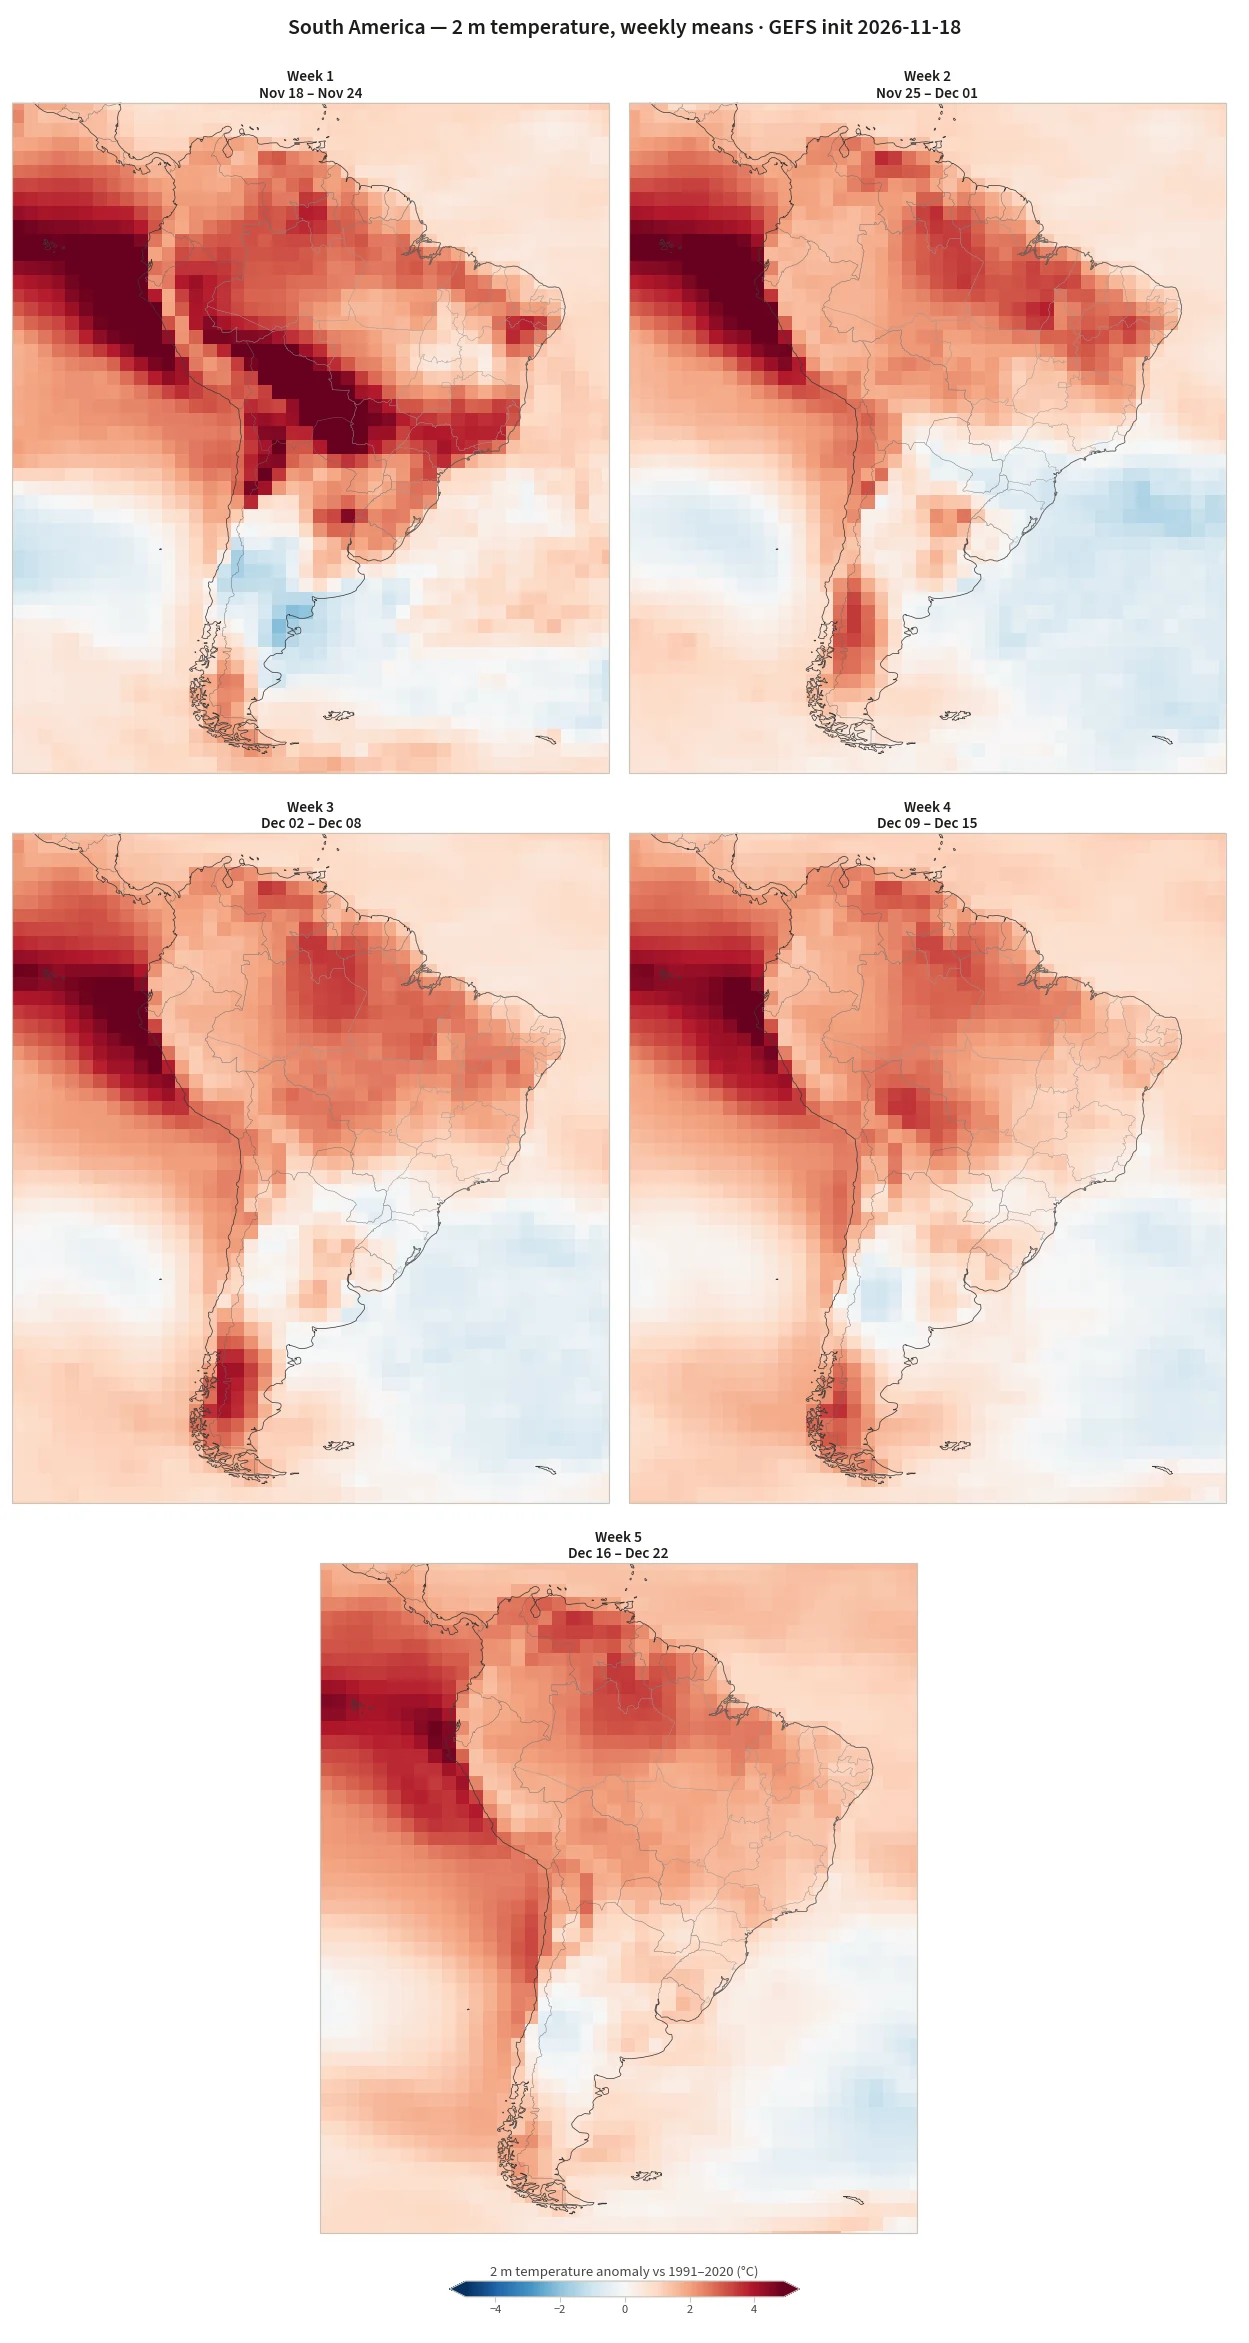 South America — 2 m temperature, weekly means · GEFS init 2026-11-18
Week 1
Nov 18 – Nov 24
Week 2
Nov 25 – Dec 01
Week 3
Dec 02 – Dec 08
Week 4
Dec 09 – Dec 15
Week 5
Dec 16 – Dec 22
2 m temperature anomaly vs 1991–2020 (°C)
−4 −2 0 2 4